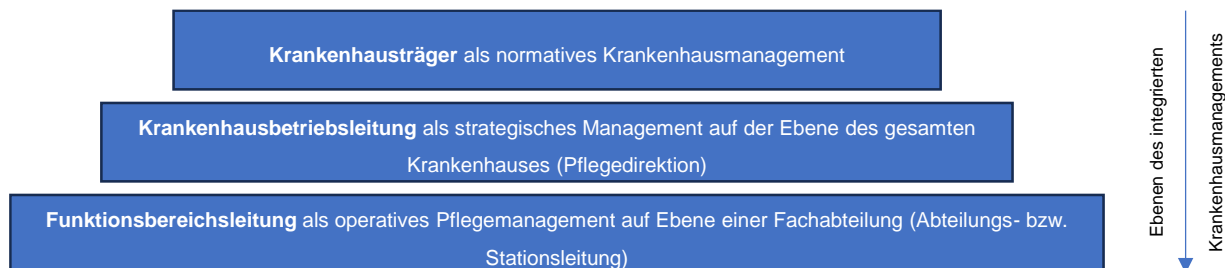 Krankenhausträger als normatives Krankenhausmanagement
Krankenhausbetriebsleitung als strategisches Management auf der Ebene des gesamten
Krankenhauses (Pflegedirektion)
Funktionsbereichsleitung als operatives Pflegemanagement auf Ebene einer Fachabteilung (Abteilungs- bzw.
Stationsleitung)
Ebenen des integrierten
Krankenhausmanagements